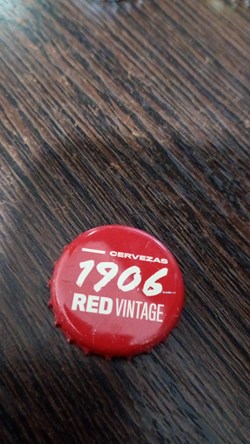 CERVEZAS
1906
RED VINTAGE